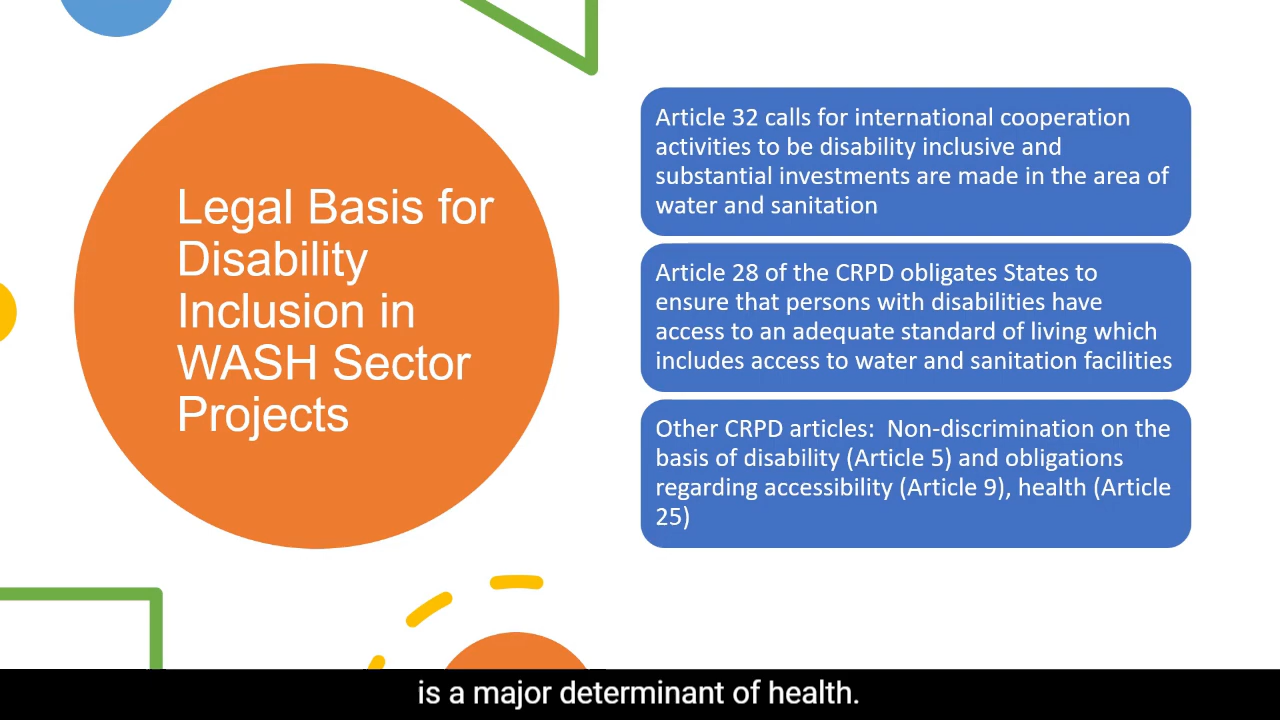 Legal Basis for
Disability
Inclusion in
WASH Sector
Projects
Article 32 calls for international cooperation
activities to be disability inclusive and
substantial investments are made in the area of
water and sanitation
Article 28 of the CRPD obligates States to
ensure that persons with disabilities have
access to an adequate standard of living which
includes access to water and sanitation facilities
Other CRPD articles:  Non-discrimination on the
basis of disability (Article 5) and obligations
regarding accessibility (Article 9), health (Article
25)
is a major determinant of health.